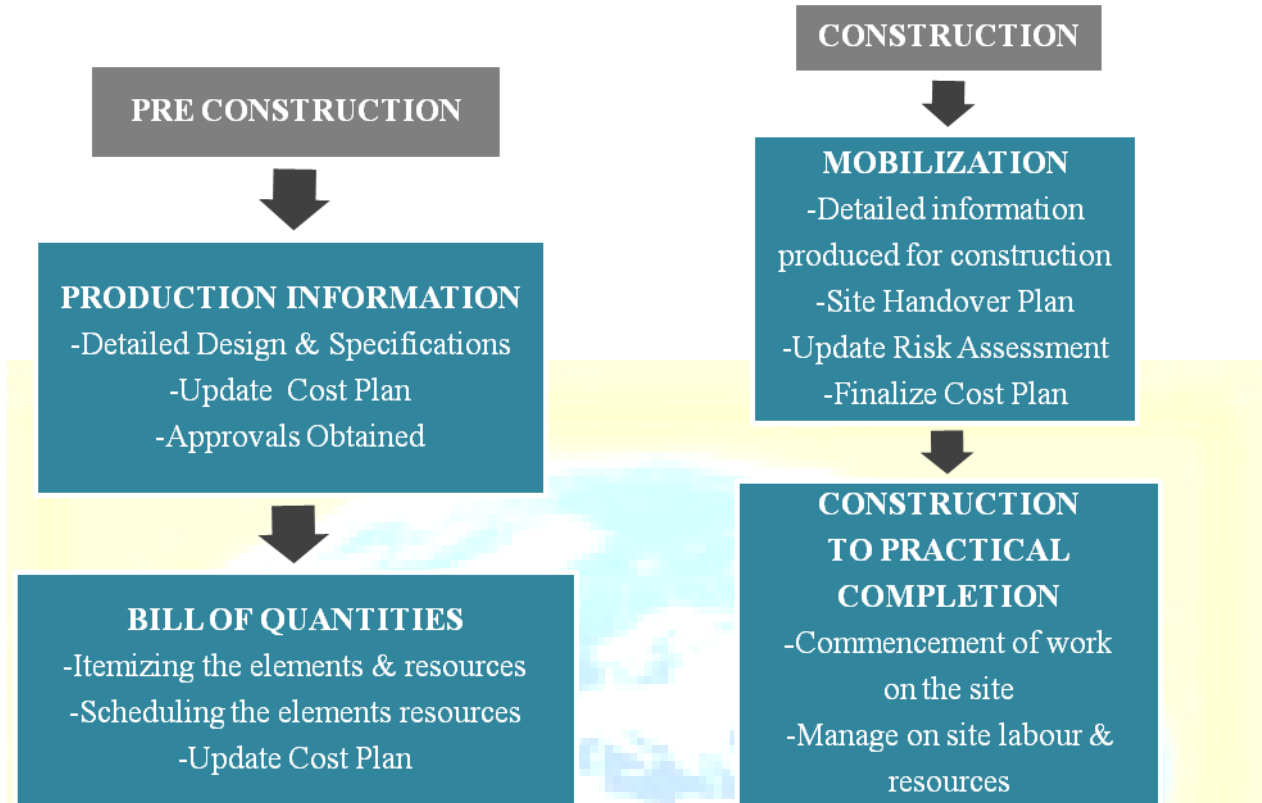 PRE CONSTRUCTION
PRODUCTION INFORMATION
-Detailed Design & Specifications
-Update Cost Plan
-Approvals Obtained
BILL OF QUANTITIES
-Itemizing the elements & resources
-Scheduling the elements resources
-Update Cost Plan
CONSTRUCTION
MOBILIZATION
-Detailed information
produced for construction
-Site Handover Plan
-Update Risk Assessment
-Finalize Cost Plan
CONSTRUCTION
TO PRACTICAL
COMPLETION
-Commencement of work
on the site
-Manage on site labour &
resources